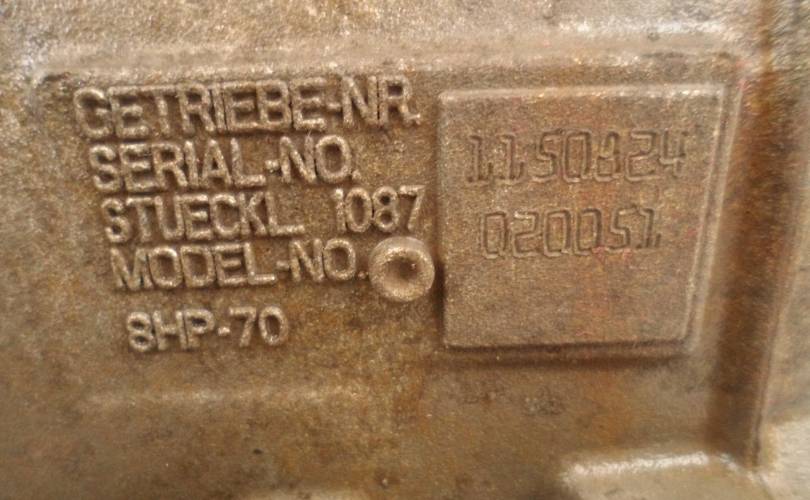 GETRIEBE-NR.
SERIAL-NO.
STUECKL. 1087
MODEL-NO.
8HP-70
1150824
020051